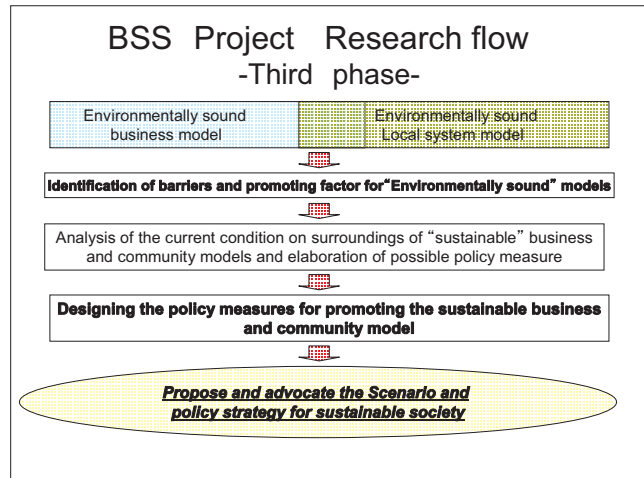 BSS Project Research flow
-Third phase-
Environmentally sound
business model
Environmentally sound
Local system model
Identification of barriers and promoting factor for“Environmentally sound” models
Analysis of the current condition on surroundings of “sustainable” business
and community models and elaboration of possible policy measure
Designing the policy measures for promoting the sustainable business
and community model
Propose and advocate the Scenario and
policy strategy for sustainable society